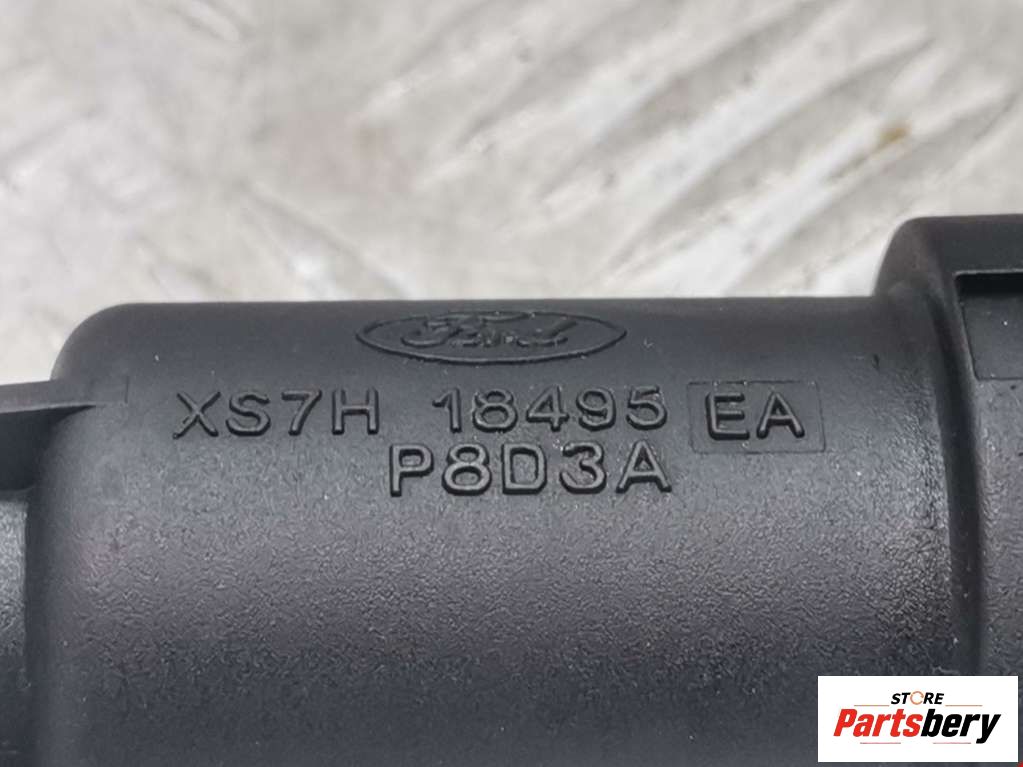 Ford
XS7H 18495 EA
P8D3A
STORE
Partsbery